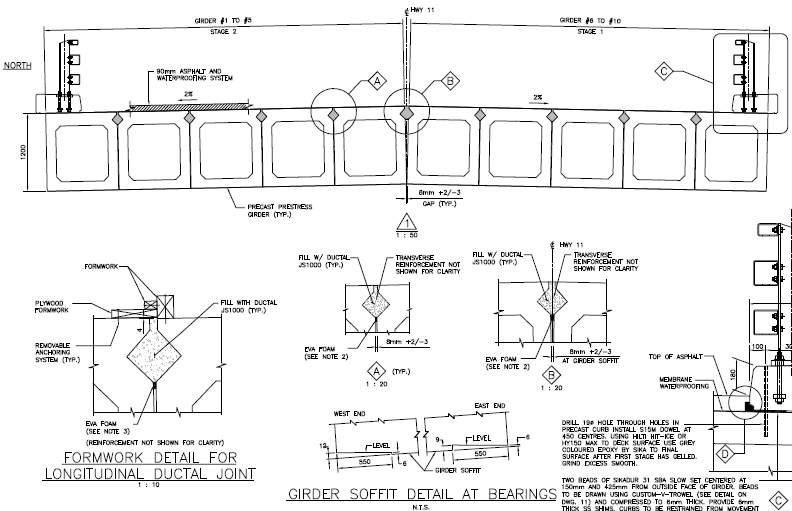 HWY 11
GIRDER #1 TO #5
GIRDER #6 TO #10
STAGE 2
STAGE 1
NORTH
90mm ASPHALT AND
WATERPROOFING SYSTEM
A
B
C
2%
2%
1200
8mm +2/-3
GAP (TYP.)
PRECAST PRESTRESS
GIRDER (TYP.)
1
1 : 50
FORMWORK
PLYWOOD
FORMWORK
FILL WITH DUCTAL
JS1000 (TYP.)
4
REMOVABLE
ANCHORING
SYSTEM (TYP.)
EVA FOAM
(SEE NOTE 3)
(REINFORCEMENT NOT SHOWN FOR CLARITY)
FORMWORK DETAIL FOR
LONGITUDINAL DUCTAL JOINT
1 : 10
FILL W/ DUCTAL
JS1000 (TYP.)
TRANSVERSE
REINFORCEMENT NOT
SHOWN FOR CLARITY
EVA FOAM
(SEE NOTE 2)
8mm +2/-3
A
(TYP.)
1 : 20
HWY 11
FILL W/ DUCTAL
JS1000 (TYP.)
TRANSVERSE
REINFORCEMENT NOT
SHOWN FOR CLARITY
EVA FOAM
(SEE NOTE 2)
8mm +2/-3
AT GIRDER SOFFIT
B
1 : 20
WEST END
EAST END
12
LEVEL
550
6
9
LEVEL
550
6
GIRDER SOFFIT
GIRDER SOFFIT DETAIL AT BEARINGS
N.T.S.
100
30
180
TOP OF ASPHALT
MEMBRANE
WATERPROOFING
D
DRILL 19ø HOLE THROUGH HOLES IN
PRECAST CURB INSTALL S15M DOWEL AT
450 CENTRES. USING HILTI HIT-ICE OR
HY150 MAX TO DECK SURFACE USE GREY
COLOURED EPOXY BY SIKA TO FINAL
SURFACE AFTER FIRST STAGE HAS GELLED.
GRIND EXCESS SMOOTH.
TWO BEADS OF SIKADUR 31 SBA SLOW SET CENTERED AT
150mm AND 425mm FROM OUTSIDE FACE OF GIRDER. BEADS
TO BE DRAWN USING CUSTOM-V-TROWEL (SEE DETAIL ON
DWG. 11) AND COMPRESSED TO 6mm THICK. PROVIDE 6mm
THICK SS SHIMS. CURBS TO BE RESTRAINED FROM MOVEMENT
C